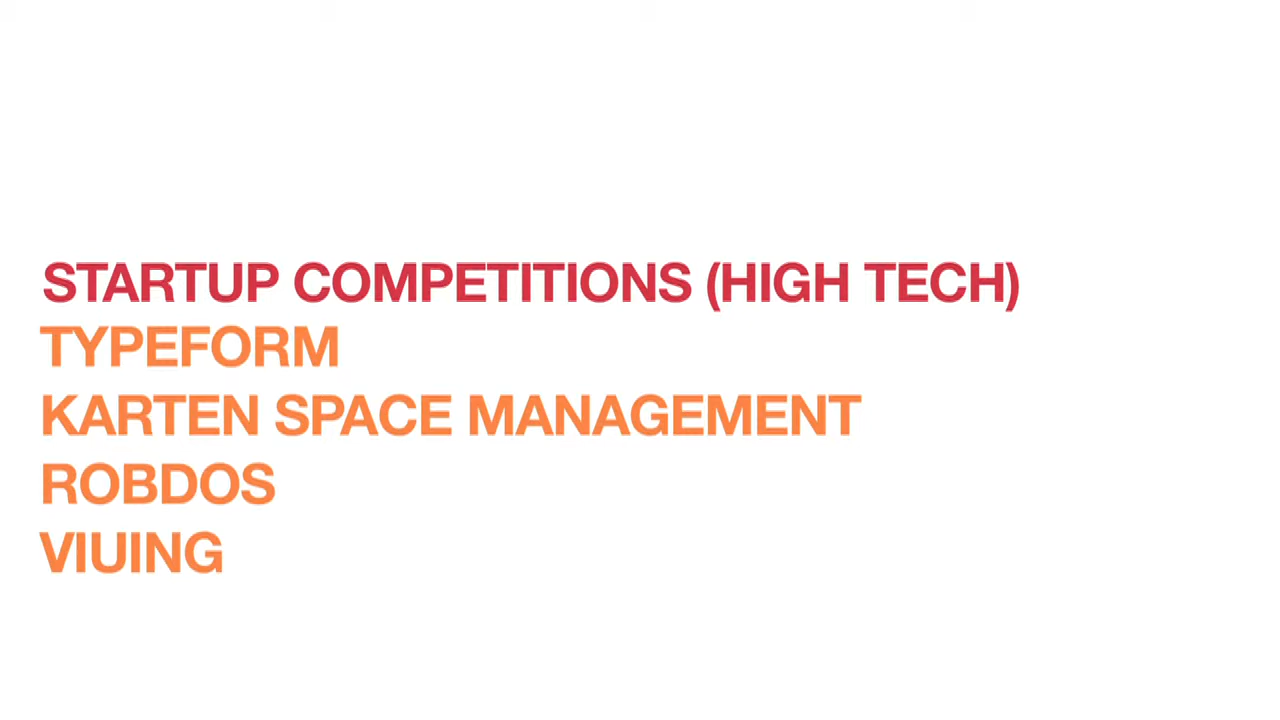 STARTUP COMPETITIONS (HIGH TECH)
TYPEFORM
KARTEN SPACE MANAGEMENT
ROBDOS
VIUING